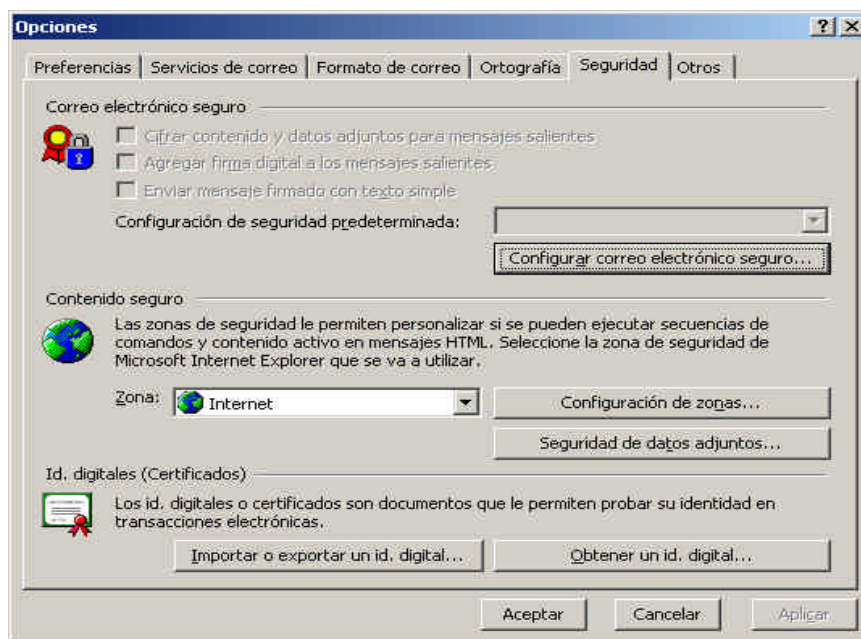 Opciones
Preferencias Servicios de correo Formato de correo Ortografía Seguridad Otros
Correo electrónico seguro
Cifrar contenido y datos adjuntos para mensajes salientes
Agregar firma digital a los mensajes salientes
Enviar mensaje firmado con texto simple
Configuración de seguridad predeterminada:
Configurar correo electrónico seguro...
Contenido seguro
Las zonas de seguridad le permiten personalizar si se pueden ejecutar secuencias de
comandos y contenido activo en mensajes HTML. Seleccione la zona de seguridad de
Microsoft Internet Explorer que se va a utilizar.
Zona: Internet Configuración de zonas...
Seguridad de datos adjuntos...
Id. digitales (Certificados)
Los id. digitales o certificados son documentos que le permiten probar su identidad en
transacciones electrónicas.
Importar o exportar un id. digital... Obtener un id. digital...
Aceptar Cancelar Aplicar